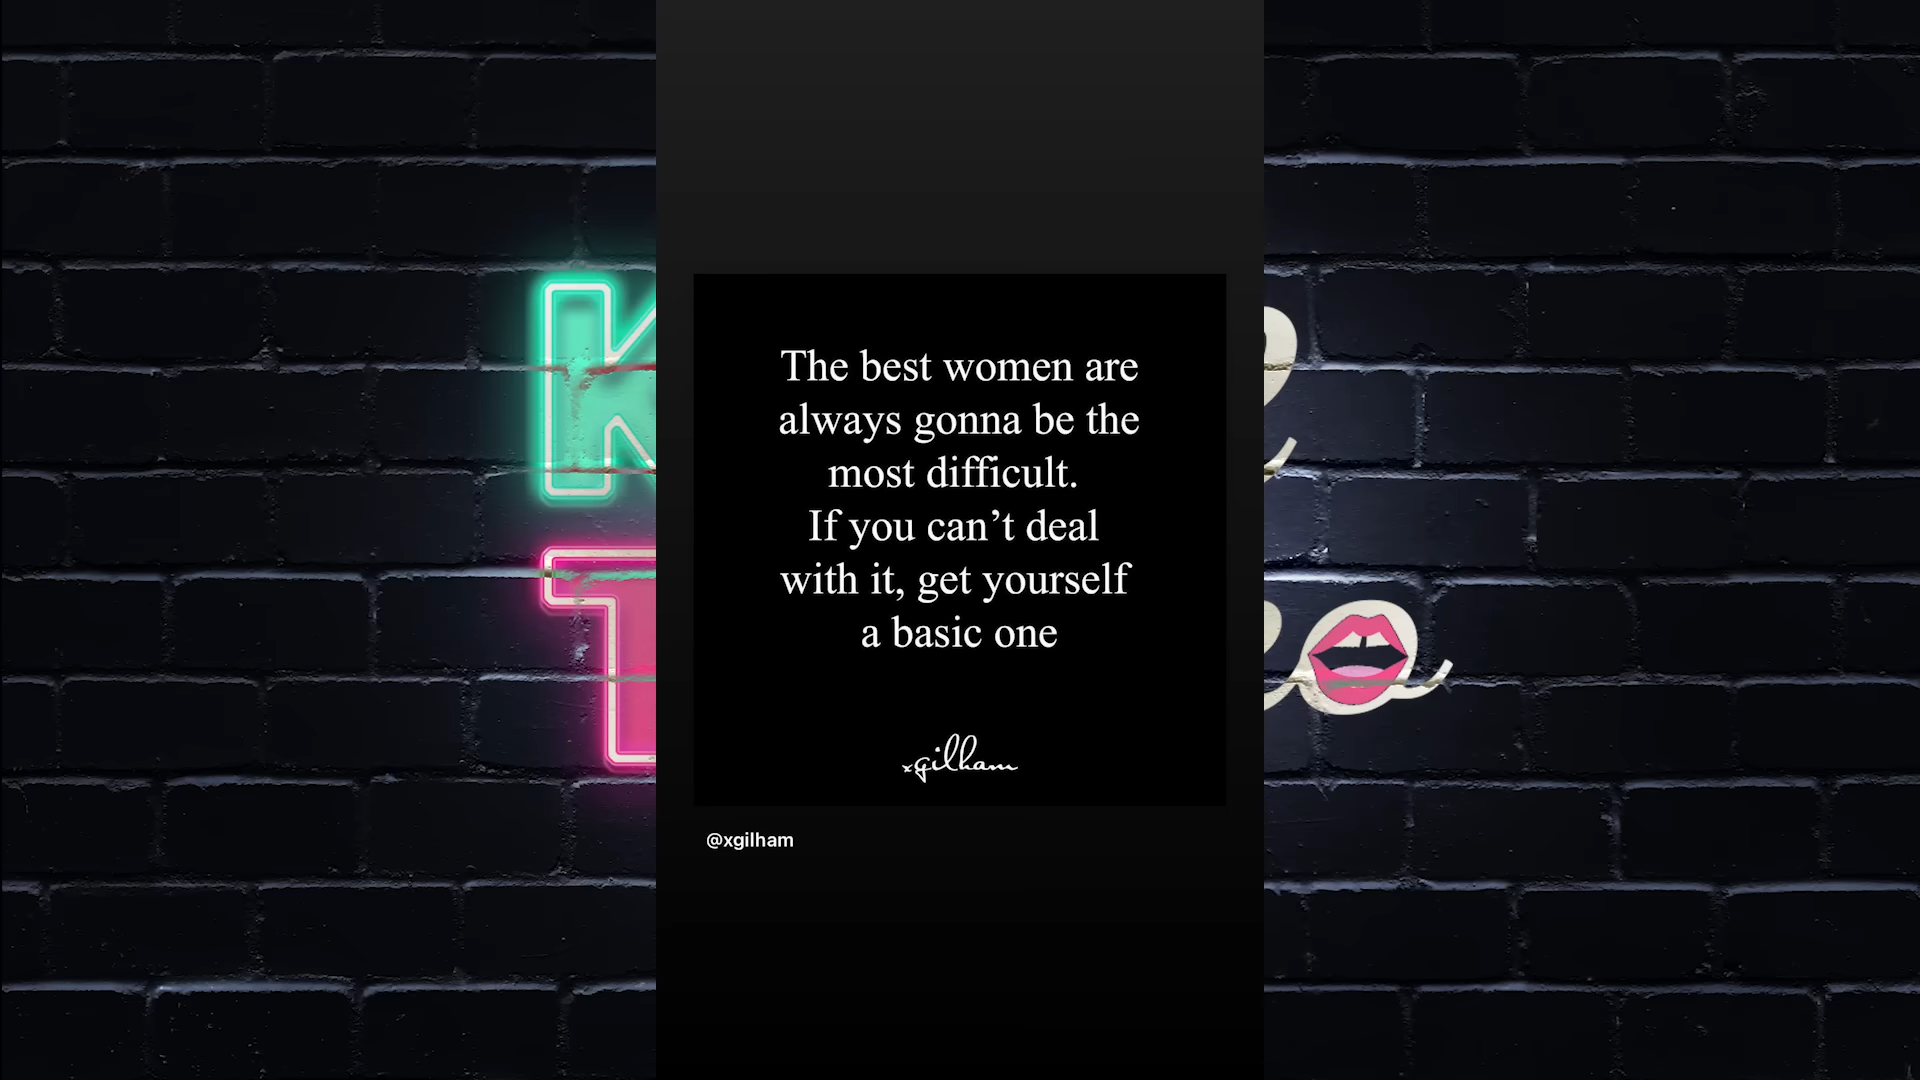 The best women are
always gonna be the
most difficult.
If you can’t deal
with it, get yourself
a basic one
xgilham
@xgilham
K
T